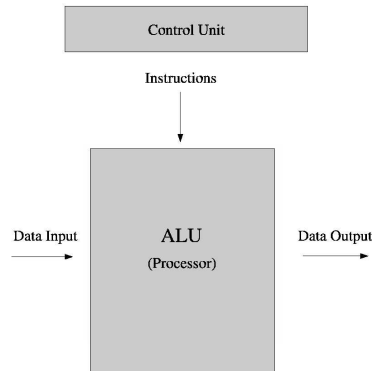 Control Unit
Instructions
Data Input
ALU
(Processor)
Data Output